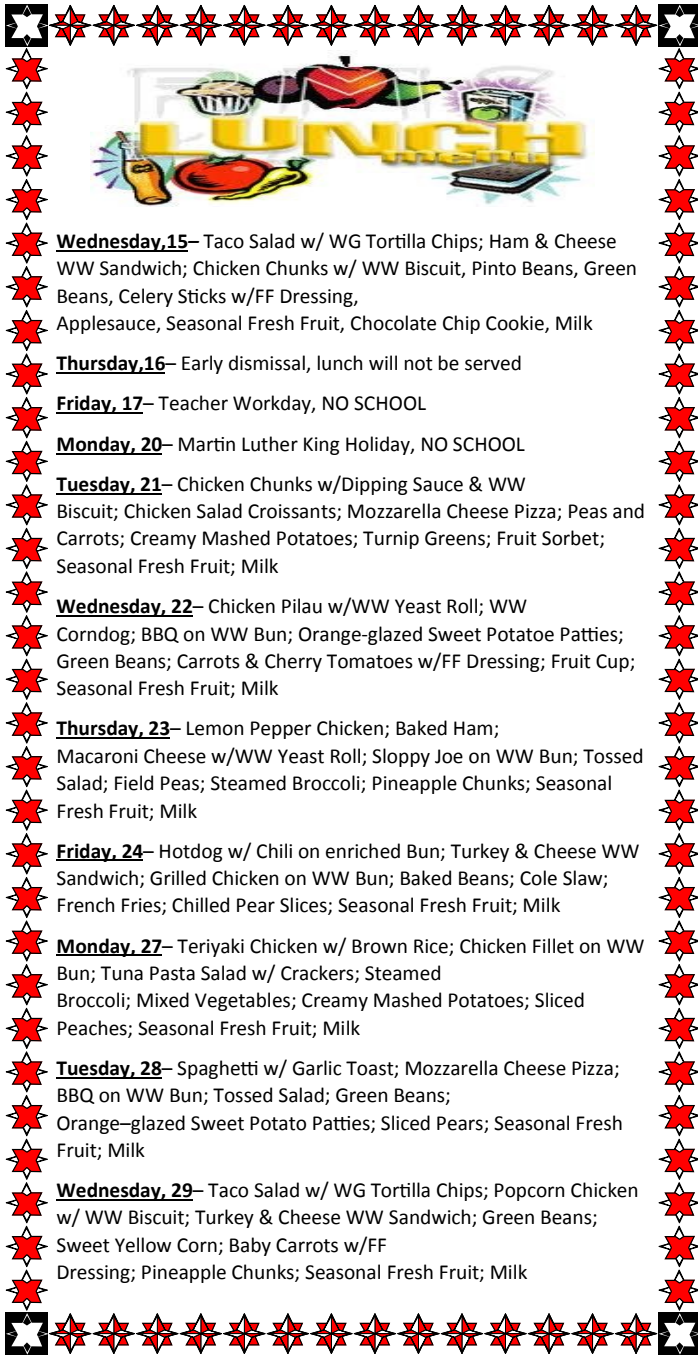 PMIS
LUNCH
menu
Wednesday,15– Taco Salad w/ WG Tortilla Chips; Ham & Cheese
WW Sandwich; Chicken Chunks w/ WW Biscuit, Pinto Beans, Green
Beans, Celery Sticks w/FF Dressing,
Applesauce, Seasonal Fresh Fruit, Chocolate Chip Cookie, Milk
Thursday,16– Early dismissal, lunch will not be served
Friday, 17– Teacher Workday, NO SCHOOL
Monday, 20– Martin Luther King Holiday, NO SCHOOL
Tuesday, 21– Chicken Chunks w/Dipping Sauce & WW
Biscuit; Chicken Salad Croissants; Mozzarella Cheese Pizza; Peas and
Carrots; Creamy Mashed Potatoes; Turnip Greens; Fruit Sorbet;
Seasonal Fresh Fruit; Milk
Wednesday, 22– Chicken Pilau w/WW Yeast Roll; WW
Corndog; BBQ on WW Bun; Orange-glazed Sweet Potatoe Patties;
Green Beans; Carrots & Cherry Tomatoes w/FF Dressing; Fruit Cup;
Seasonal Fresh Fruit; Milk
Thursday, 23– Lemon Pepper Chicken; Baked Ham;
Macaroni Cheese w/WW Yeast Roll; Sloppy Joe on WW Bun; Tossed
Salad; Field Peas; Steamed Broccoli; Pineapple Chunks; Seasonal
Fresh Fruit; Milk
Friday, 24– Hotdog w/ Chili on enriched Bun; Turkey & Cheese WW
Sandwich; Grilled Chicken on WW Bun; Baked Beans; Cole Slaw;
French Fries; Chilled Pear Slices; Seasonal Fresh Fruit; Milk
Monday, 27– Teriyaki Chicken w/ Brown Rice; Chicken Fillet on WW
Bun; Tuna Pasta Salad w/ Crackers; Steamed
Broccoli; Mixed Vegetables; Creamy Mashed Potatoes; Sliced
Peaches; Seasonal Fresh Fruit; Milk
Tuesday, 28– Spaghetti w/ Garlic Toast; Mozzarella Cheese Pizza;
BBQ on WW Bun; Tossed Salad; Green Beans;
Orange–glazed Sweet Potato Patties; Sliced Pears; Seasonal Fresh
Fruit; Milk
Wednesday, 29– Taco Salad w/ WG Tortilla Chips; Popcorn Chicken
w/ WW Biscuit; Turkey & Cheese WW Sandwich; Green Beans;
Sweet Yellow Corn; Baby Carrots w/FF
Dressing; Pineapple Chunks; Seasonal Fresh Fruit; Milk